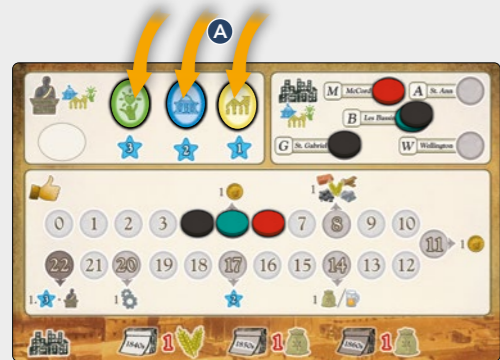 A
M McCord A St. Ann
B Les Bassi
3 2 1
G St. Gabriel W Wellington
1 1
0 1 2 3 7 8 9 10
11 1
22 21 20 19 18 17 16 15 14 13 12
1. 3 - 1 2 1 /
1840s 1 1850s 1 1860s 1